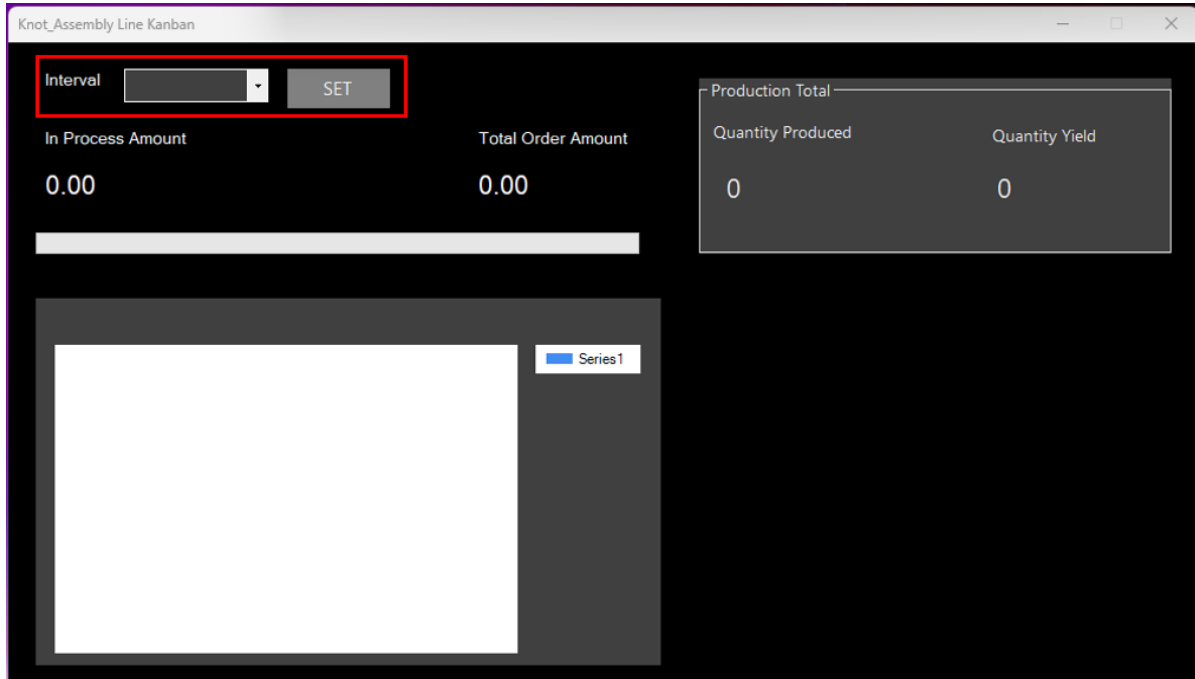 Knot_Assembly Line Kanban
Interval
SET
In Process Amount
Total Order Amount
0.00
0.00
Production Total
Quantity Produced
Quantity Yield
0
0
Series1